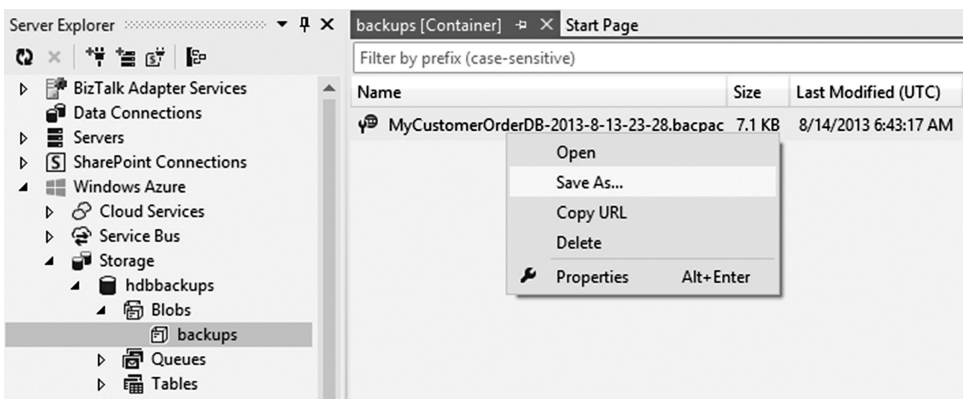 Server Explorer
BizTalk Adapter Services
Data Connections
Servers
SharePoint Connections
Windows Azure
Cloud Services
Service Bus
Storage
hdbbackups
Blobs
backups
Queues
Tables
backups [Container]
Start Page
Filter by prefix (case-sensitive)
Name Size Last Modified (UTC)
MyCustomerOrderDB-2013-8-13-23-28.bacpac 7.1 KB 8/14/2013 6:43:17 AM
Open
Save As...
Copy URL
Delete
Properties Alt+Enter